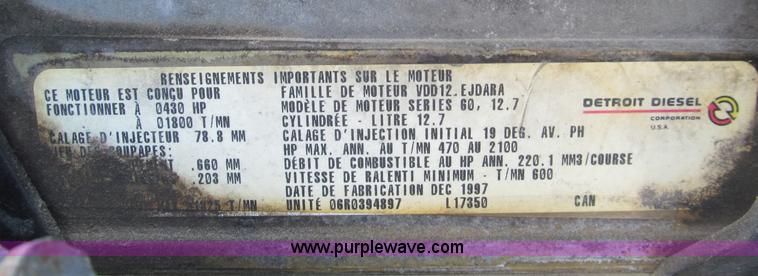 RENSEIGNEMENTS IMPORTANTS SUR LE MOTEUR
CE MOTEUR EST CONÇU POUR
FONCTIONNER À 0430 HP
À 01800 T/MN
CALAGE D'INJECTEUR 78.8 MM
.660 MM
.203 MM
T/MN
FAMILLE DE MOTEUR VDD12.EJDARA
MODÈLE DE MOTEUR SERIES 60, 12.7
CYLINDRÉE - LITRE 12.7
CALAGE D'INJECTION INITIAL 19 DEG. AV. PH
HP MAX. ANN. AU T/MN 470 AU 2100
DÉBIT DE COMBUSTIBLE AU HP ANN. 220.1 MM3/COURSE
VITESSE DE RALENTI MINIMUM - T/MN 600
DATE DE FABRICATION DEC 1997
UNITÉ 06R0394897 L17350 CAN
DETROIT DIESEL
CORPORATION
U.S.A.
www.purplewave.com